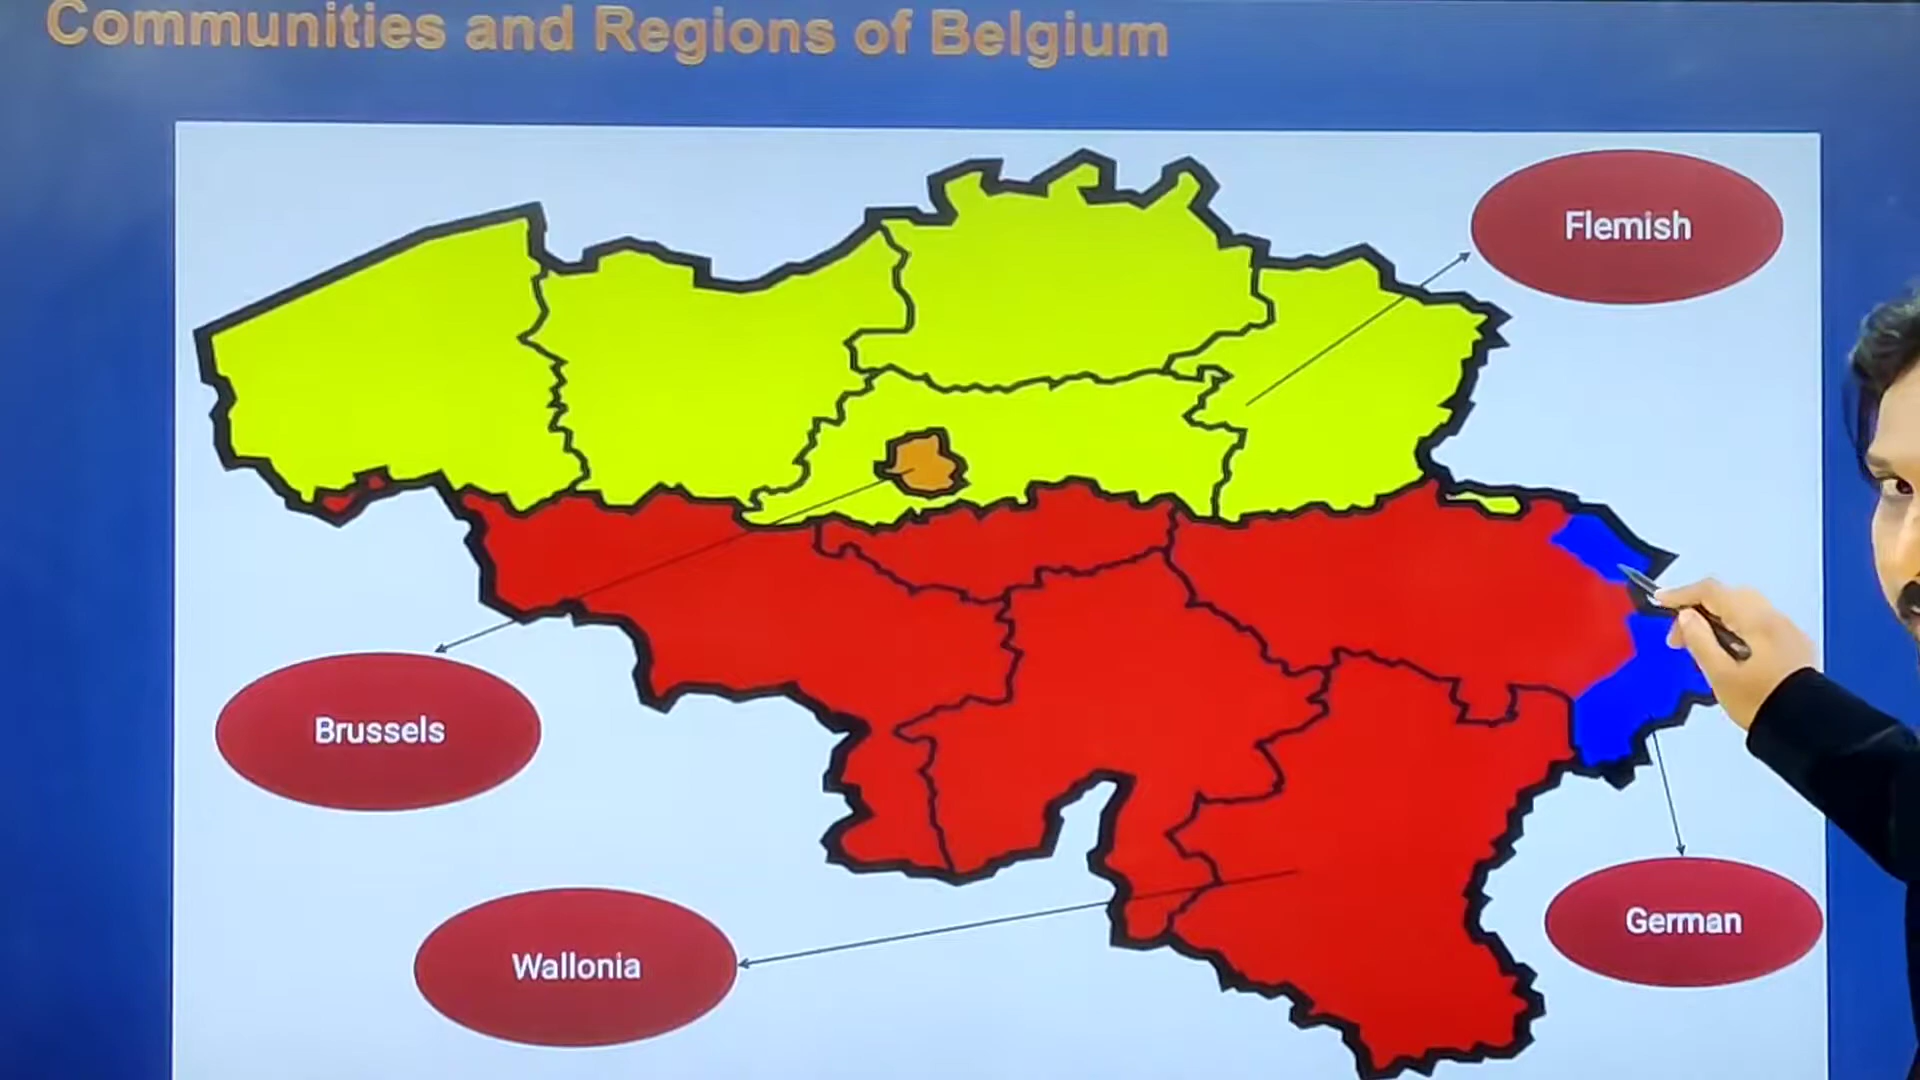 Communities and Regions of Belgium
Flemish
Brussels
German
Wallonia